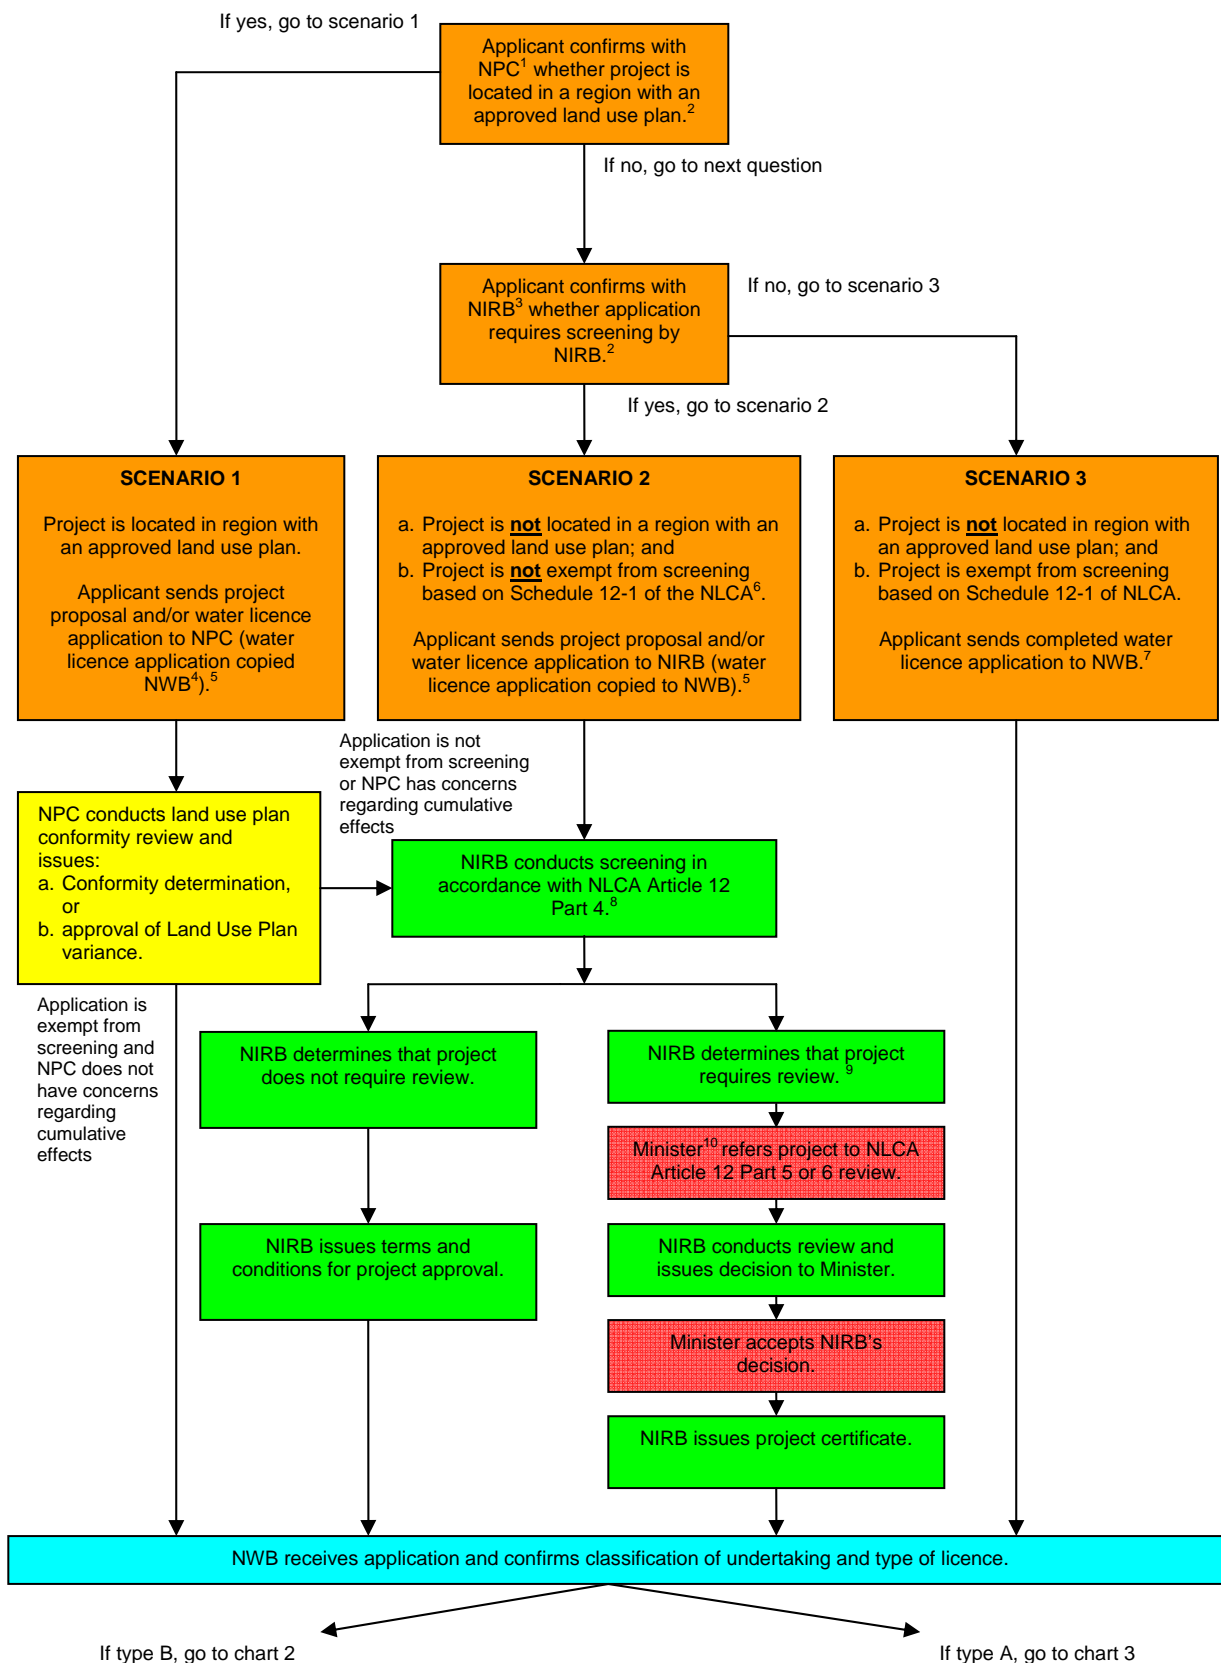 If yes, go to scenario 1
Applicant confirms with
NPC¹ whether project is
located in a region with an
approved land use plan.²
If no, go to next question
Applicant confirms with
NIRB³ whether application
requires screening by
NIRB.²
If no, go to scenario 3
If yes, go to scenario 2
SCENARIO 1
Project is located in region with
an approved land use plan.
Applicant sends project
proposal and/or water licence
application to NPC (water
licence application copied
NWB⁴).⁵
SCENARIO 2
a. Project is not located in a region with an
approved land use plan; and
b. Project is not exempt from screening
based on Schedule 12-1 of the NLCA⁶.
Applicant sends project proposal and/or
water licence application to NIRB (water
licence application copied to NWB).⁵
SCENARIO 3
a. Project is not located in region with
an approved land use plan; and
b. Project is exempt from screening
based on Schedule 12-1 of NLCA.
Applicant sends completed water
licence application to NWB.⁷
Application is not
exempt from screening
or NPC has concerns
regarding cumulative
effects
NPC conducts land use plan
conformity review and
issues:
a. Conformity determination,
or
b. approval of Land Use Plan
variance.
NIRB conducts screening in
accordance with NLCA Article 12
Part 4.⁸
Application is
exempt from
screening and
NPC does not
have concerns
regarding
cumulative
effects
NIRB determines that project
does not require review.
NIRB determines that project
requires review. ⁹
Minister¹⁰ refers project to NLCA
Article 12 Part 5 or 6 review.
NIRB issues terms and
conditions for project approval.
NIRB conducts review and
issues decision to Minister.
Minister accepts NIRB's
decision.
NIRB issues project certificate.
NWB receives application and confirms classification of undertaking and type of licence.
If type B, go to chart 2
If type A, go to chart 3